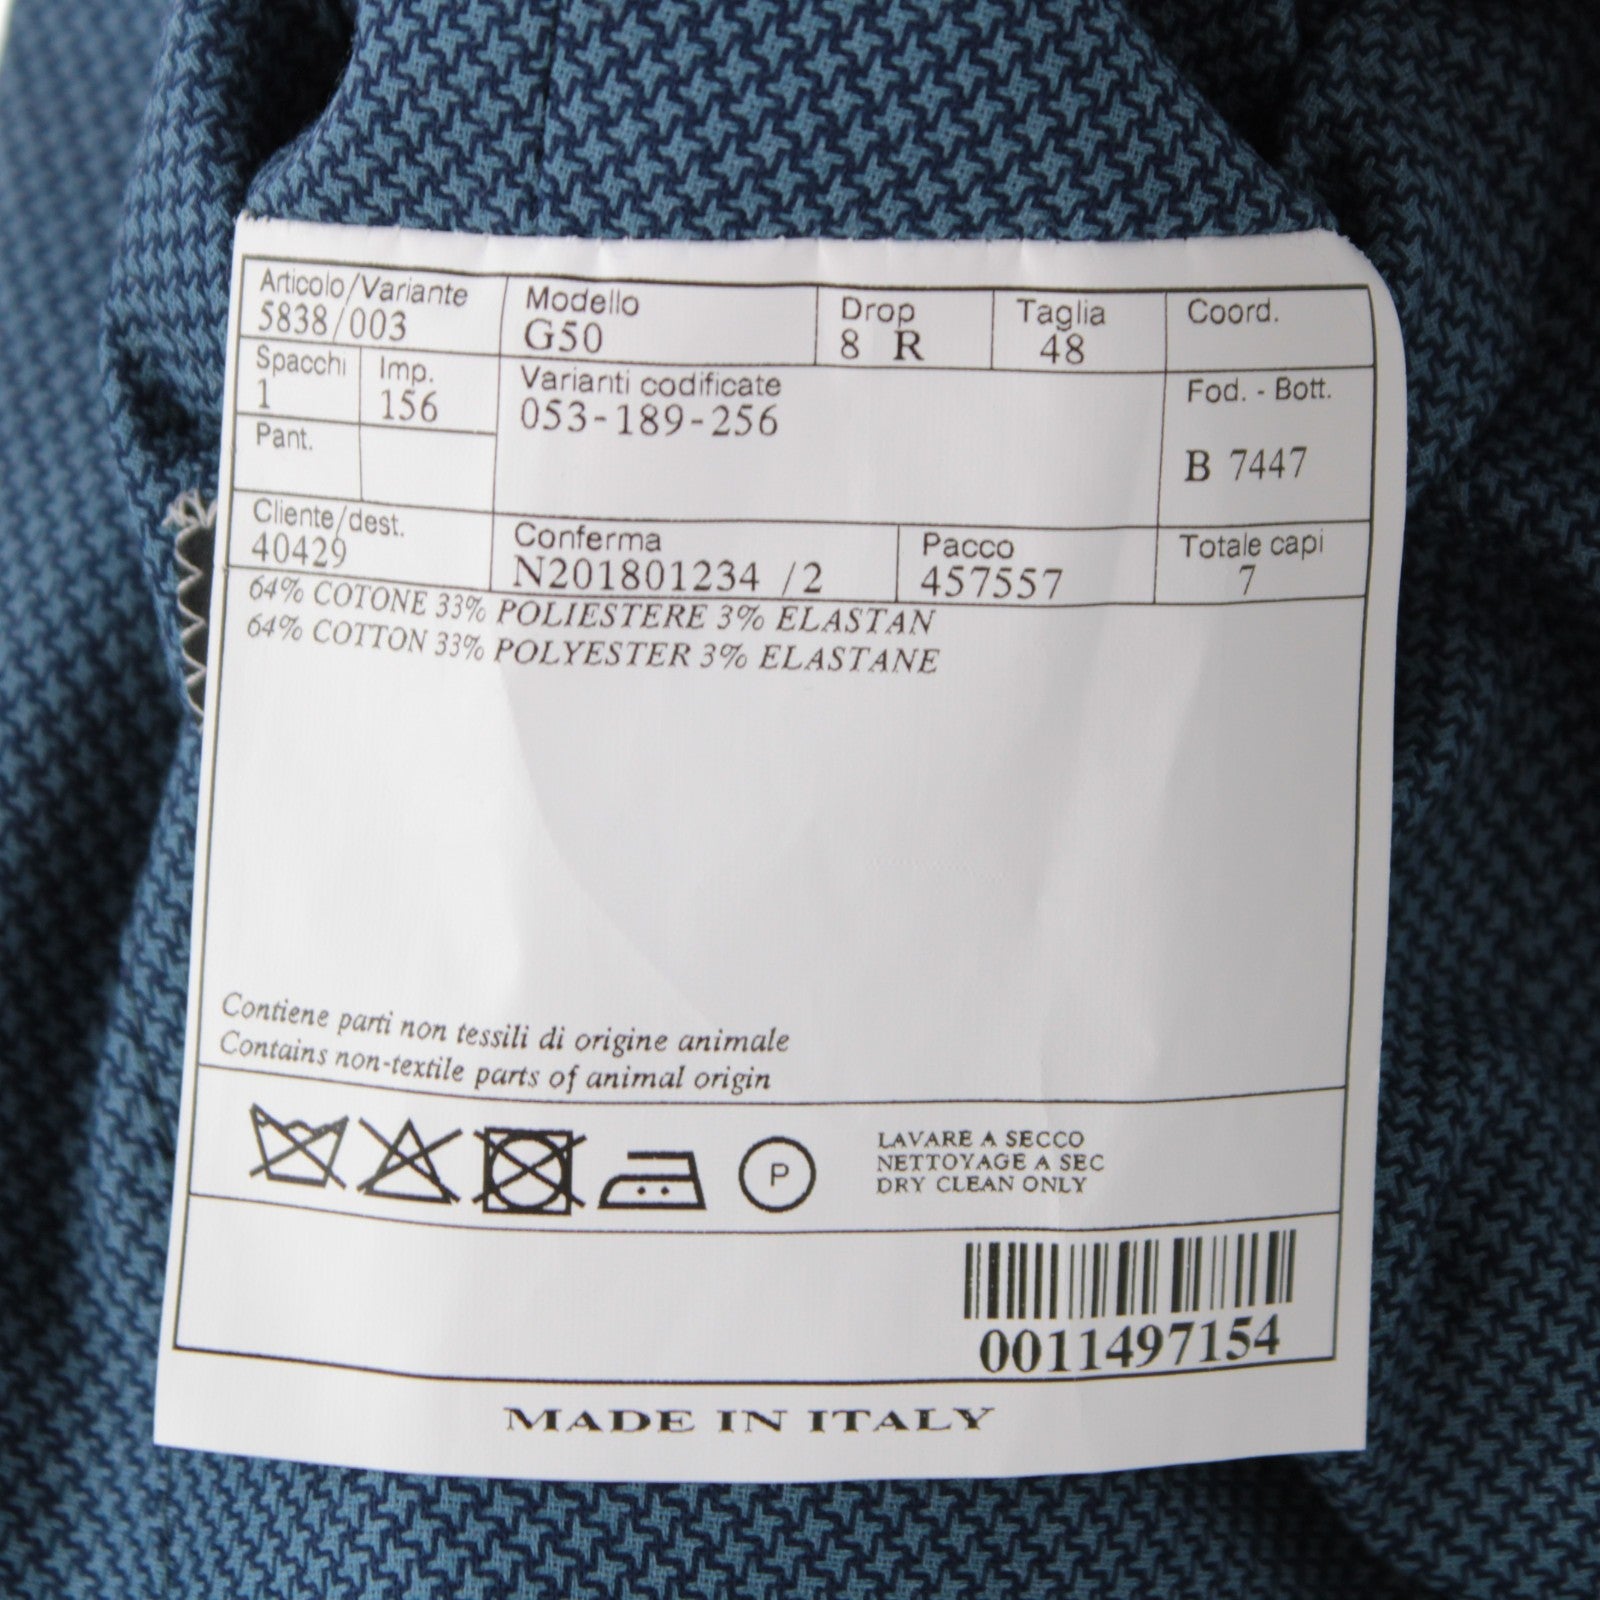 Articolo/Variante Modello Drop Taglia Coord.
5838/003 G50 8 R 48
Spacchi Imp. Varianti codificate Fod. - Bott.
1 156 053-189-256
Pant. B 7447
Cliente/dest. Conferma Pacco Totale capi
40429 N201801234 /2 457557 7
64% COTONE 33% POLIESTERE 3% ELASTAN
64% COTTON 33% POLYESTER 3% ELASTANE
Contiene parti non tessili di origine animale
Contains non-textile parts of animal origin
P
LAVARE A SECCO
NETTOYAGE A SEC
DRY CLEAN ONLY
0011497154
MADE IN ITALY